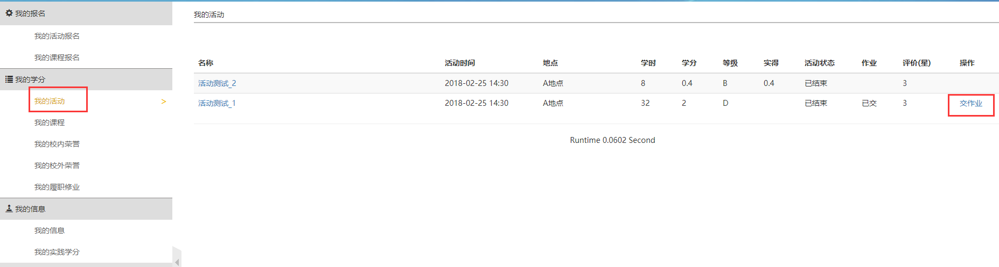 我的报名
我的活动报名
我的课程报名
我的学分
我的活动 >
我的课程
我的校内荣誉
我的校外荣誉
我的履职修业
我的信息
我的信息
我的实践学分
我的活动
名称 活动时间 地点 学时 学分 等级 实得 活动状态 作业 评价(星) 操作
活动测试_2 2018-02-25 14:30 A地点 8 0.4 B 0.4 已结束 3
活动测试_1 2018-02-25 14:30 A地点 32 2 D 已结束 已交 3 交作业
Runtime 0.0602 Second